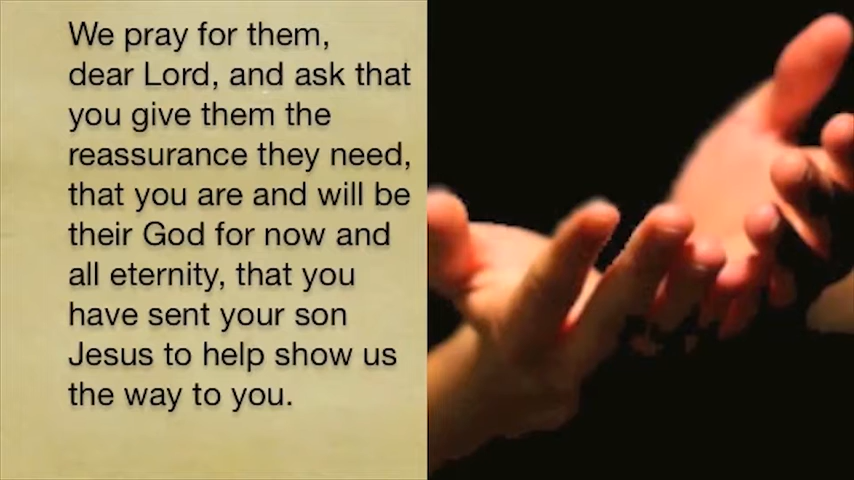 We pray for them,
dear Lord, and ask that
you give them the
reassurance they need,
that you are and will be
their God for now and
all eternity, that you
have sent your son
Jesus to help show us
the way to you.